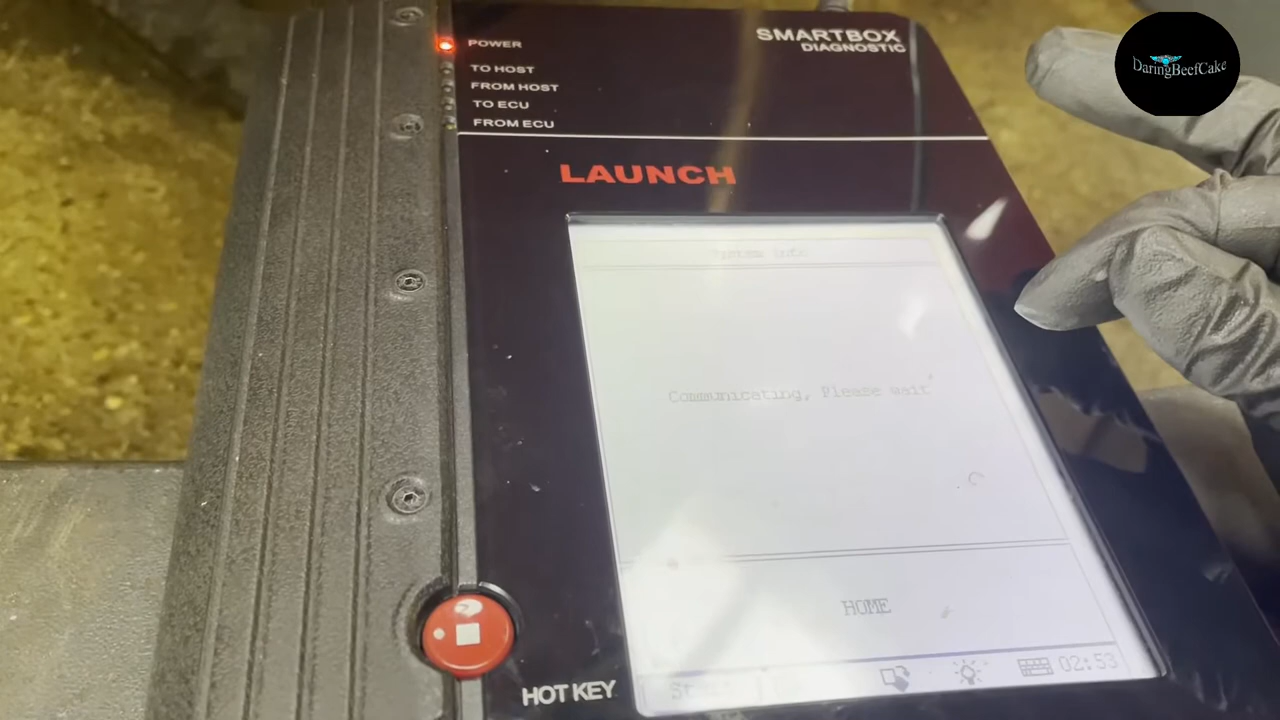 SMARTBOX
DIAGNOSTIC
POWER
TO HOST
FROM HOST
TO ECU
FROM ECU
DaringBeefCake
LAUNCH
Communicating, Please wait
HOME
02:53
HOT KEY